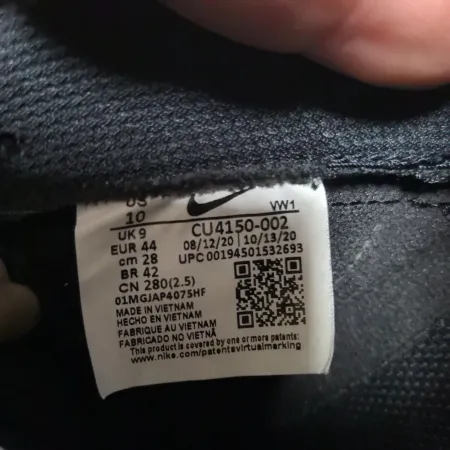 US
10
VW1
UK 9
CU4150-002
EUR 44
08/12/20 | 10/13/20
cm 28
UPC 00194501532693
BR 42
CN 280(2.5)
01MGJAP4075HF
MADE IN VIETNAM
HECHO EN VIETNAM
FABRIQUE AU VIETNAM
FABRICADO NO VIETNÃ
This product is covered by one or more patents:
www.nike.com/patentsvirtualmarking